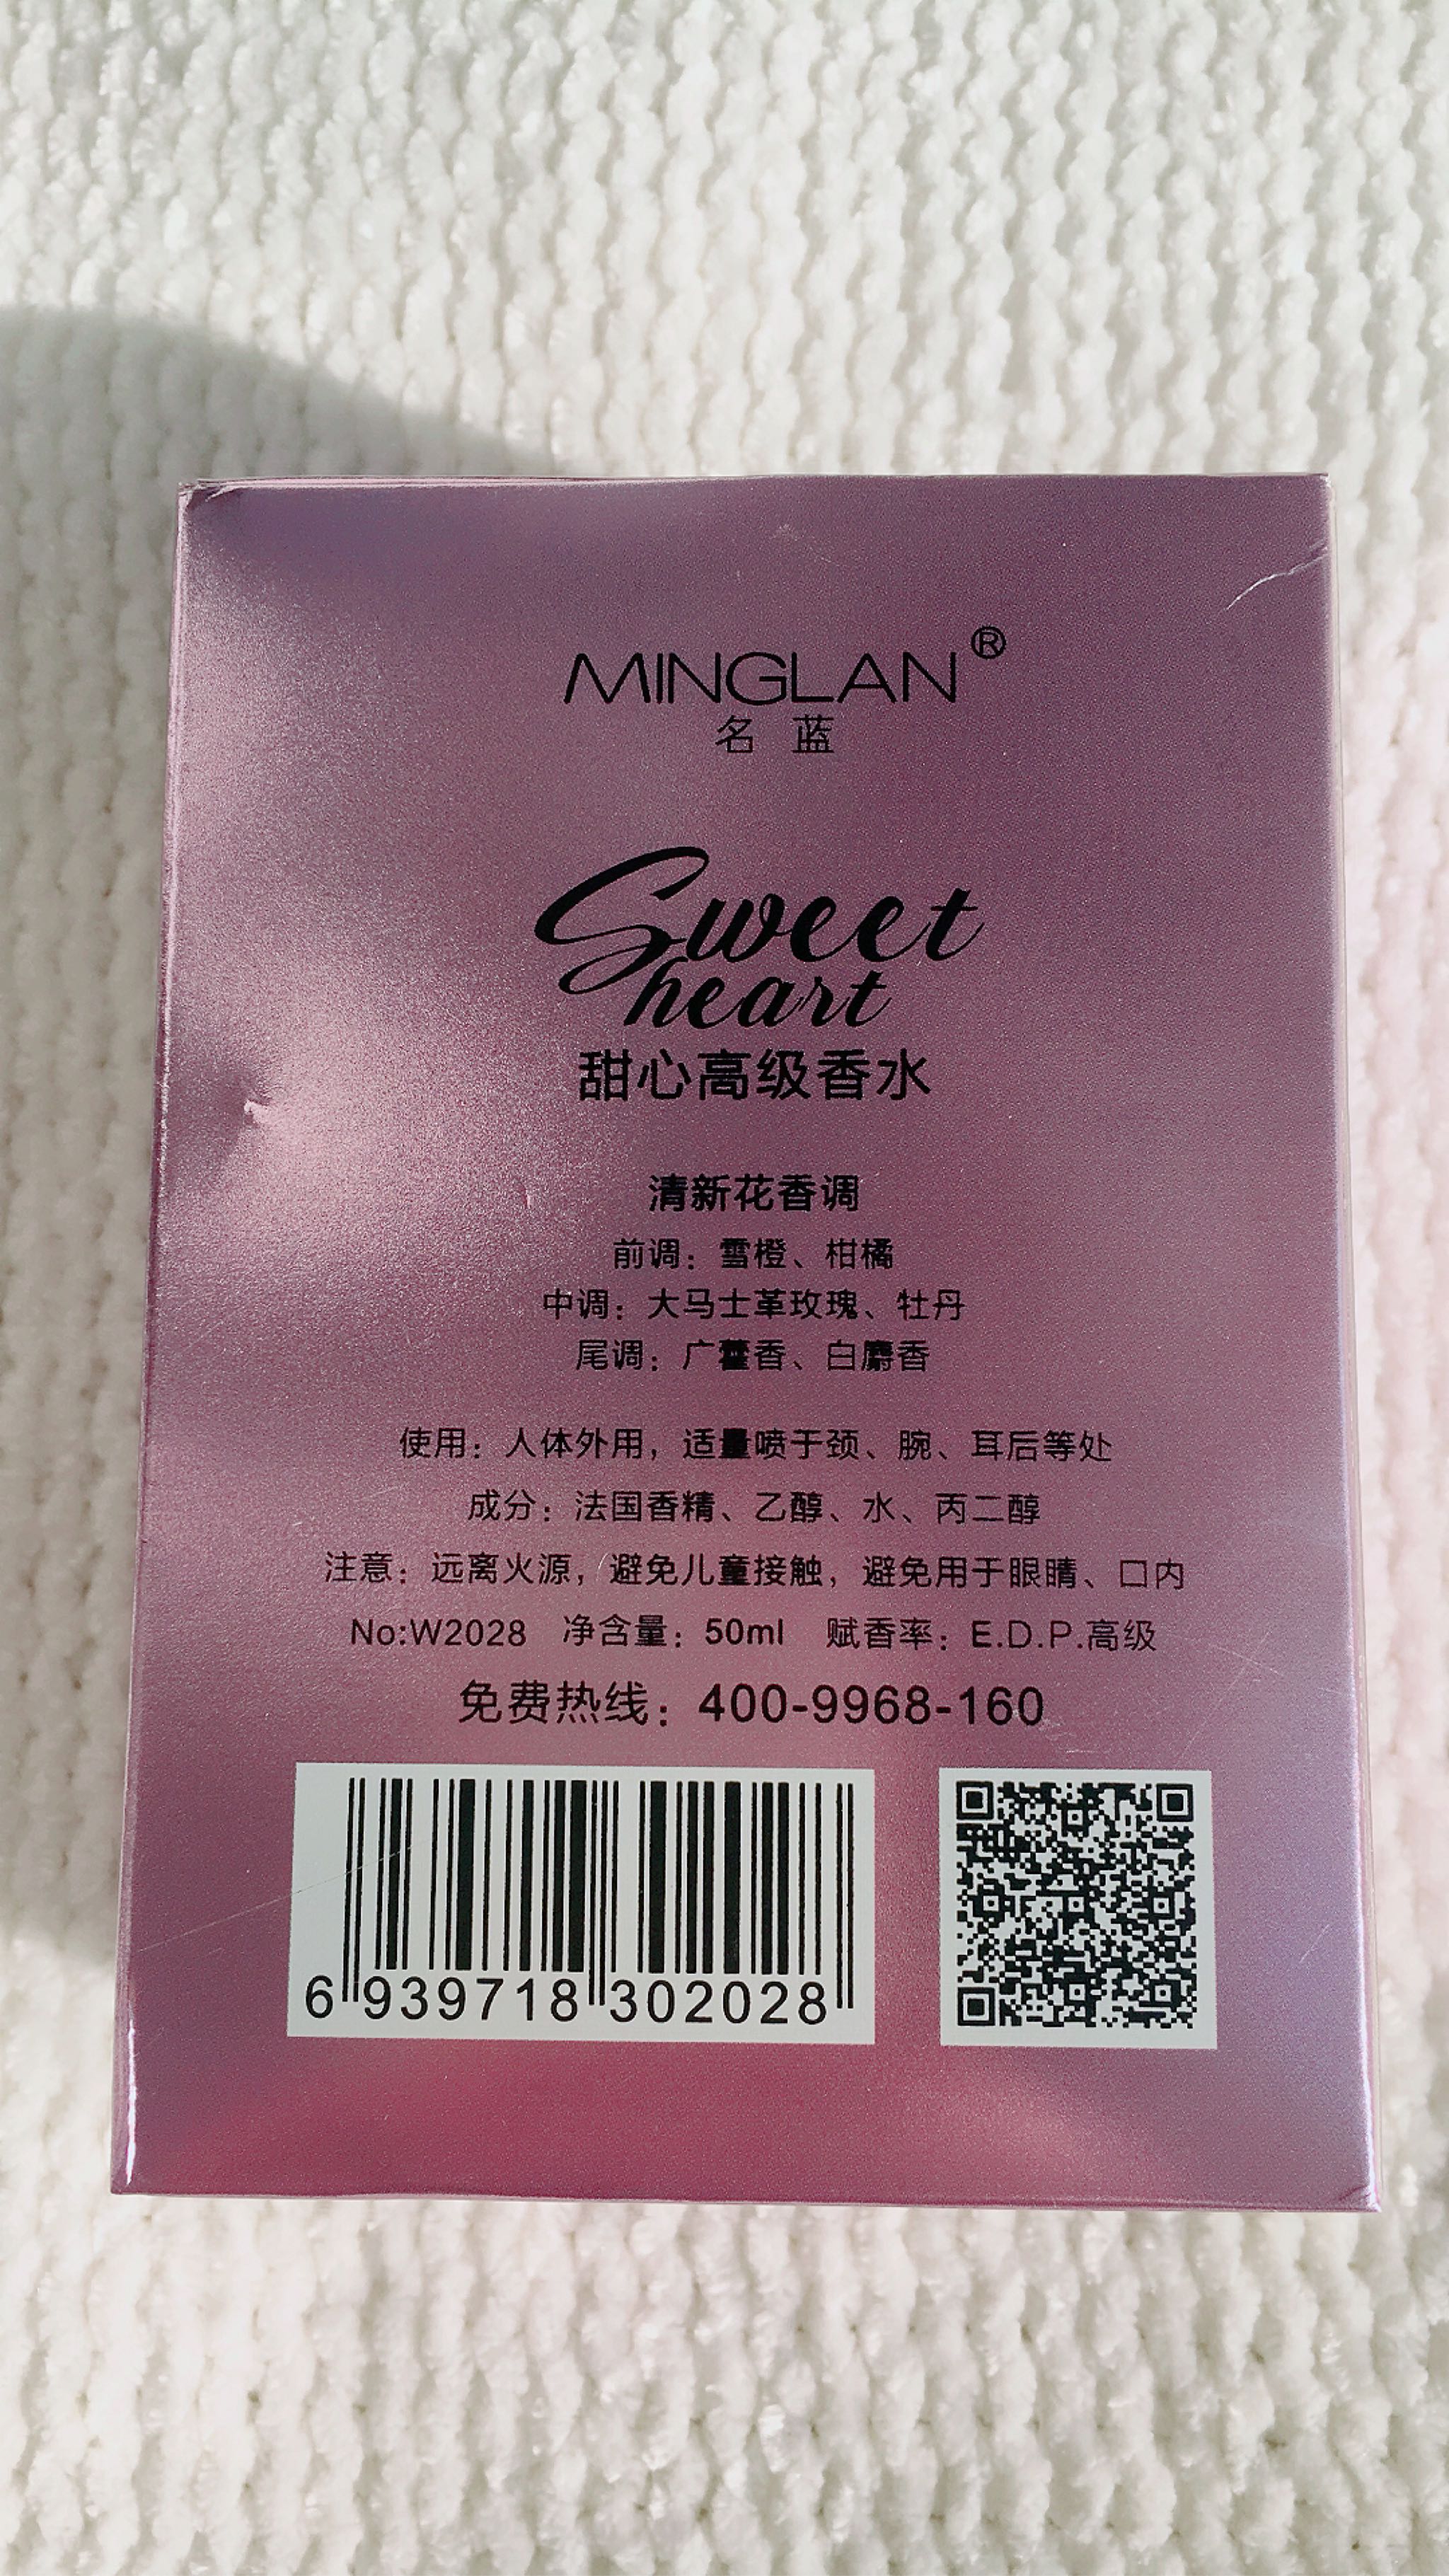 MINGLAN®
名蓝
Sweet
heart
甜心高级香水
清新花香调
前调：雪橙、柑橘
中调：大马士革玫瑰、牡丹
尾调：广藿香、白麝香
使用：人体外用，适量喷于颈、腕、耳后等处
成分：法国香精、乙醇、水、丙二醇
注意：远离火源，避免儿童接触，避免用于眼睛、口内
No:W2028 净含量：50ml 赋香率：E.D.P.高级
免费热线：400-9968-160
6 939718 302028